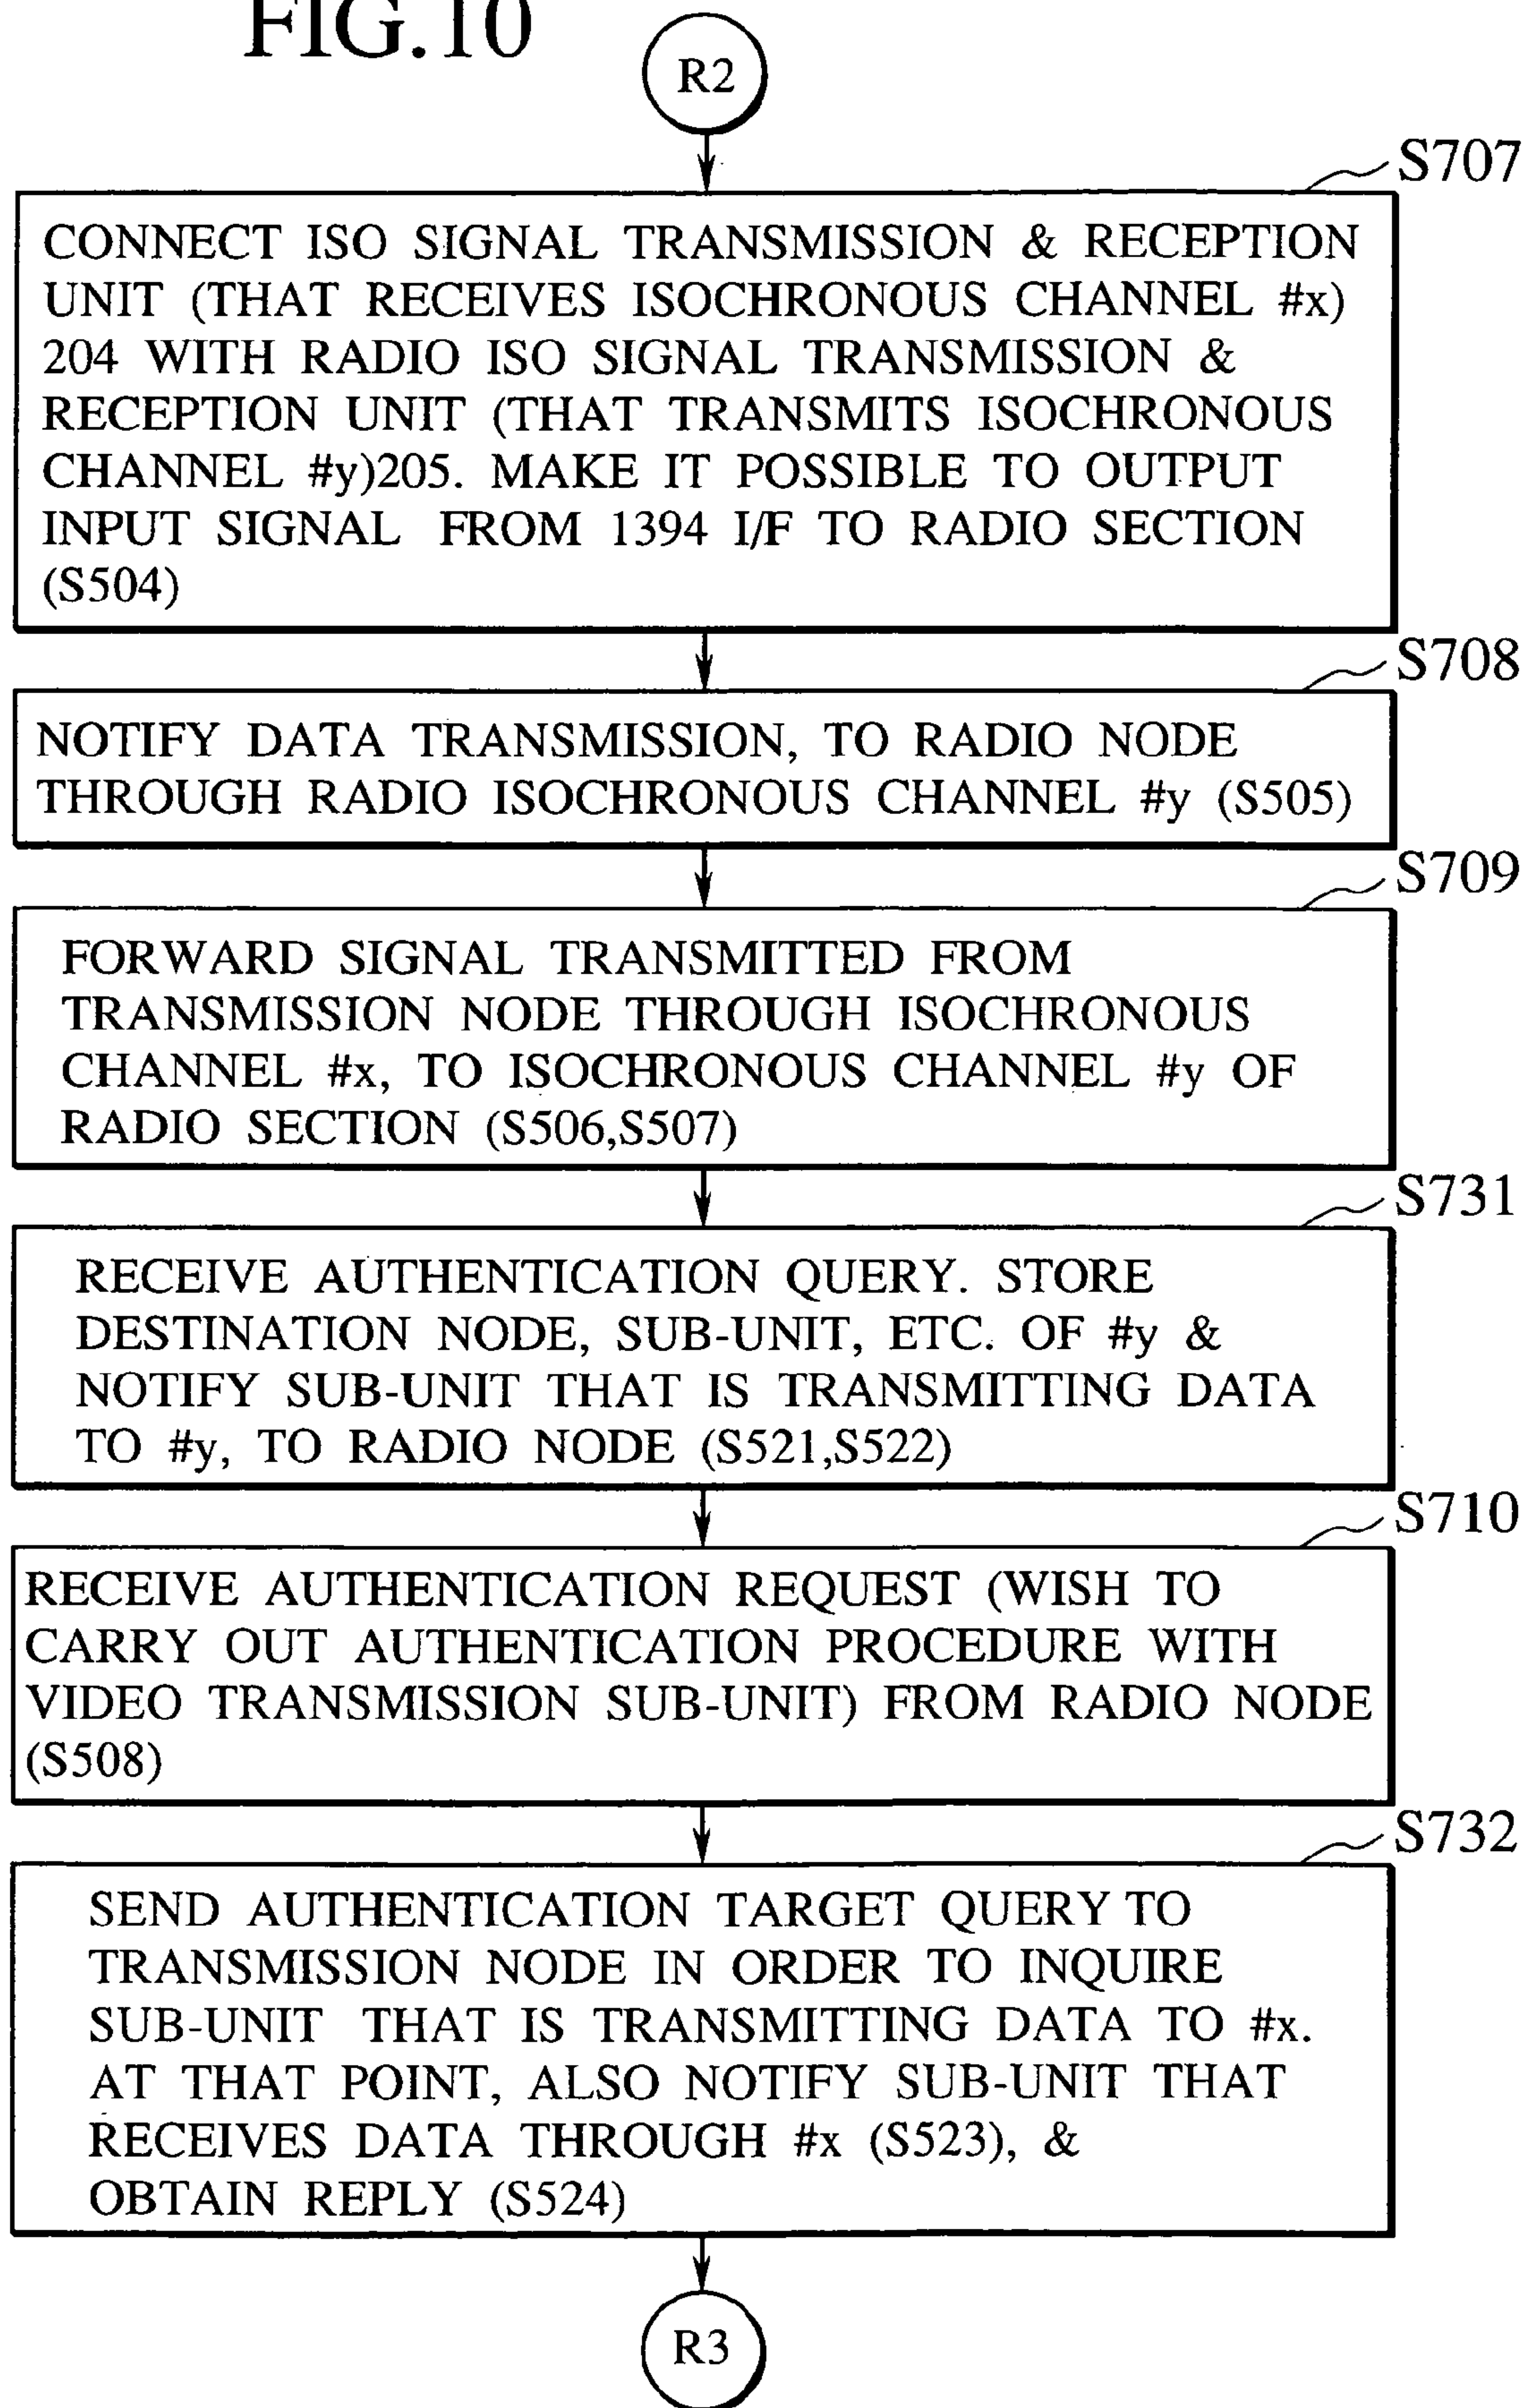 FIG.10
R2
S707
CONNECT ISO SIGNAL TRANSMISSION & RECEPTION
UNIT (THAT RECEIVES ISOCHRONOUS CHANNEL #x)
204 WITH RADIO ISO SIGNAL TRANSMISSION &
RECEPTION UNIT (THAT TRANSMITS ISOCHRONOUS
CHANNEL #y)205. MAKE IT POSSIBLE TO OUTPUT
INPUT SIGNAL FROM 1394 I/F TO RADIO SECTION
(S504)
S708
NOTIFY DATA TRANSMISSION, TO RADIO NODE
THROUGH RADIO ISOCHRONOUS CHANNEL #y (S505)
S709
FORWARD SIGNAL TRANSMITTED FROM
TRANSMISSION NODE THROUGH ISOCHRONOUS
CHANNEL #x, TO ISOCHRONOUS CHANNEL #y OF
RADIO SECTION (S506,S507)
S731
RECEIVE AUTHENTICATION QUERY. STORE
DESTINATION NODE, SUB-UNIT, ETC. OF #y &
NOTIFY SUB-UNIT THAT IS TRANSMITTING DATA
TO #y, TO RADIO NODE (S521,S522)
S710
RECEIVE AUTHENTICATION REQUEST (WISH TO
CARRY OUT AUTHENTICATION PROCEDURE WITH
VIDEO TRANSMISSION SUB-UNIT) FROM RADIO NODE
(S508)
S732
SEND AUTHENTICATION TARGET QUERY TO
TRANSMISSION NODE IN ORDER TO INQUIRE
SUB-UNIT THAT IS TRANSMITTING DATA TO #x.
AT THAT POINT, ALSO NOTIFY SUB-UNIT THAT
RECEIVES DATA THROUGH #x (S523), &
OBTAIN REPLY (S524)
R3